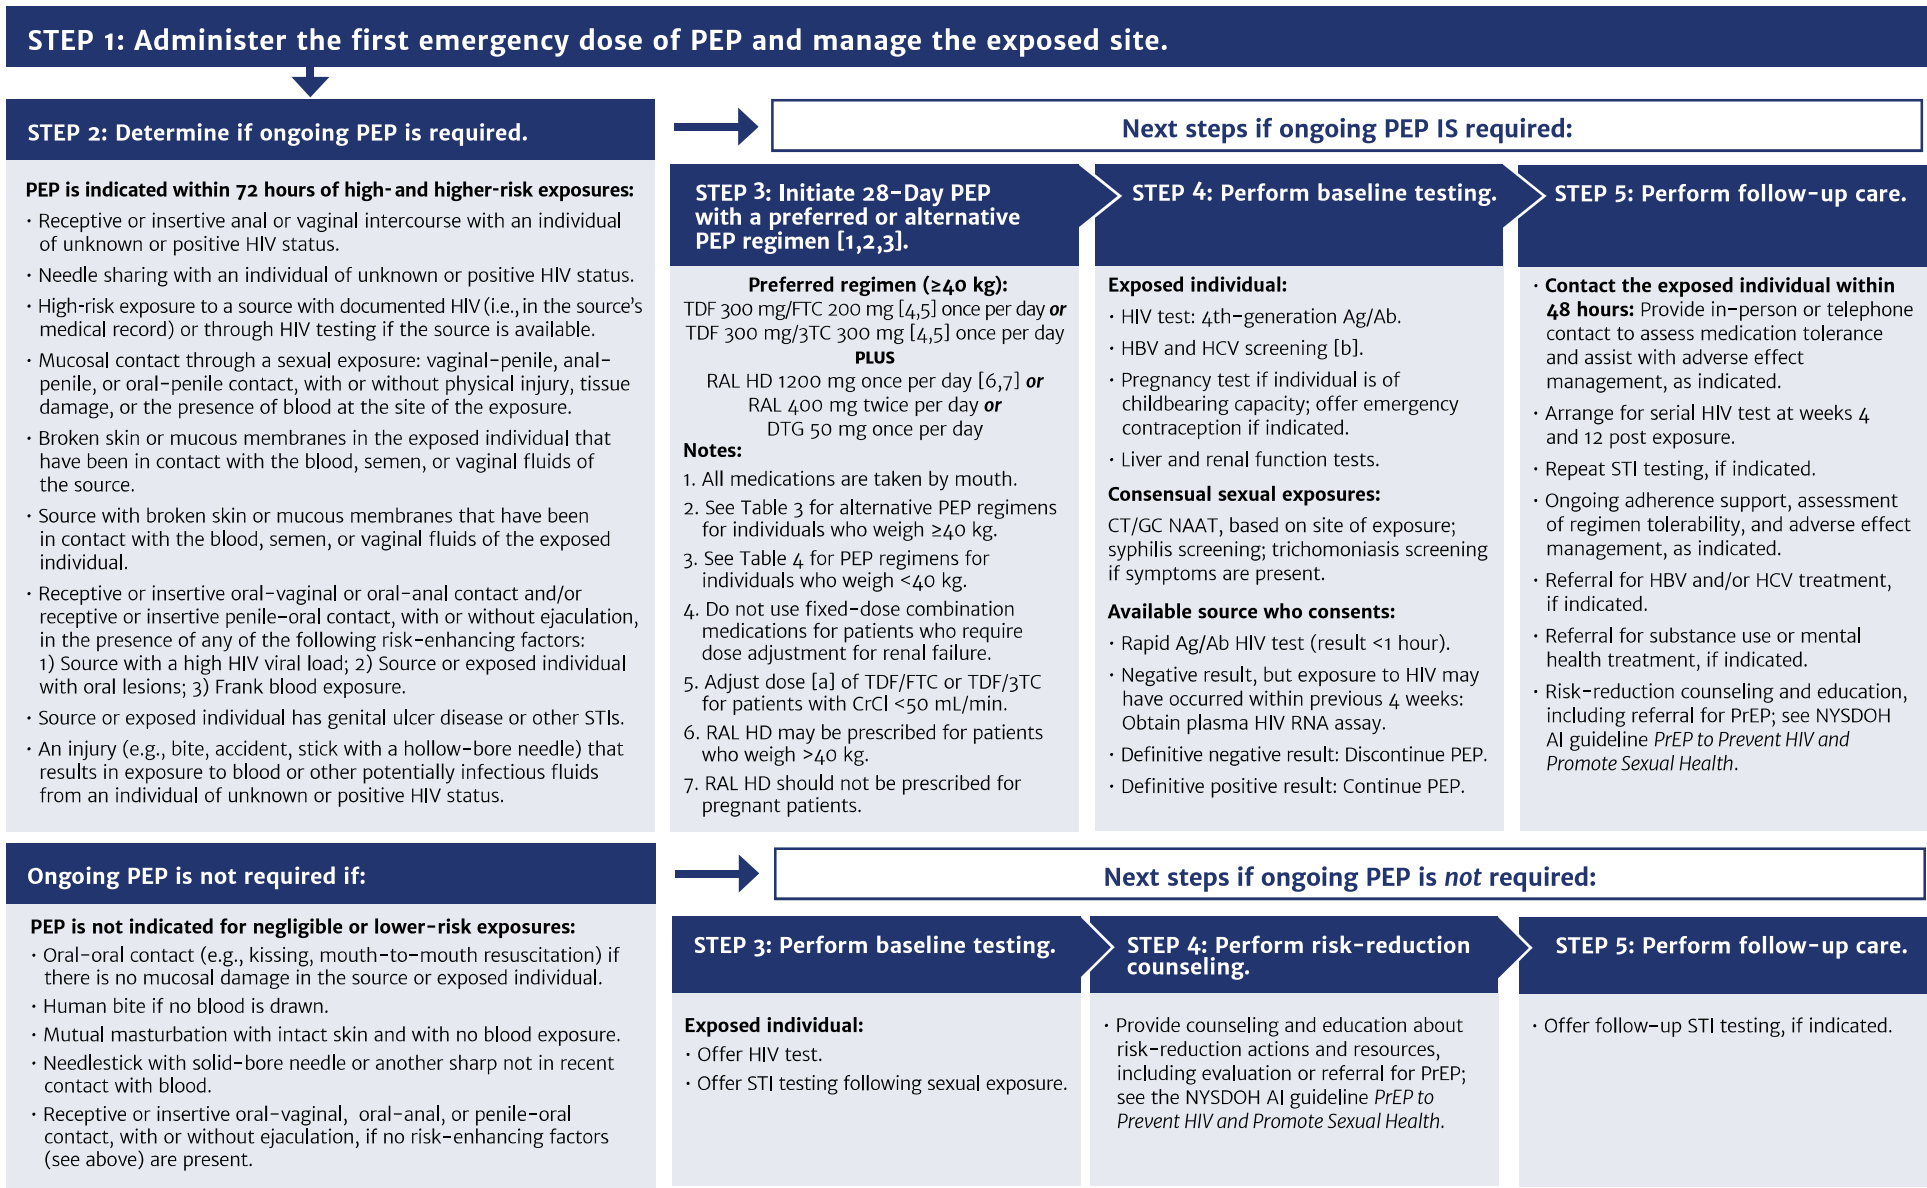 STEP 1: Administer the first emergency dose of PEP and manage the exposed site.
STEP 2: Determine if ongoing PEP is required.
PEP is indicated within 72 hours of high- and higher-risk exposures:
· Receptive or insertive anal or vaginal intercourse with an individual
of unknown or positive HIV status.
· Needle sharing with an individual of unknown or positive HIV status.
· High-risk exposure to a source with documented HIV (i.e., in the source's
medical record) or through HIV testing if the source is available.
· Mucosal contact through a sexual exposure: vaginal-penile, anal-
penile, or oral-penile contact, with or without physical injury, tissue
damage, or the presence of blood at the site of the exposure.
· Broken skin or mucous membranes in the exposed individual that
have been in contact with the blood, semen, or vaginal fluids of
the source.
· Source with broken skin or mucous membranes that have been
in contact with the blood, semen, or vaginal fluids of the exposed
individual.
· Receptive or insertive oral-vaginal or oral-anal contact and/or
receptive or insertive penile-oral contact, with or without ejaculation,
in the presence of any of the following risk-enhancing factors:
1) Source with a high HIV viral load; 2) Source or exposed individual
with oral lesions; 3) Frank blood exposure.
· Source or exposed individual has genital ulcer disease or other STIs.
· An injury (e.g., bite, accident, stick with a hollow-bore needle) that
results in exposure to blood or other potentially infectious fluids
from an individual of unknown or positive HIV status.
Next steps if ongoing PEP IS required:
STEP 3: Initiate 28-Day PEP
with a preferred or alternative
PEP regimen [1,2,3].
Preferred regimen (≥40 kg):
TDF 300 mg/FTC 200 mg [4,5] once per day or
TDF 300 mg/3TC 300 mg [4,5] once per day
PLUS
RAL HD 1200 mg once per day [6,7] or
RAL 400 mg twice per day or
DTG 50 mg once per day
Notes:
1. All medications are taken by mouth.
2. See Table 3 for alternative PEP regimens
for individuals who weigh ≥40 kg.
3. See Table 4 for PEP regimens for
individuals who weigh <40 kg.
4. Do not use fixed-dose combination
medications for patients who require
dose adjustment for renal failure.
5. Adjust dose [a] of TDF/FTC or TDF/3TC
for patients with CrCl <50 mL/min.
6. RAL HD may be prescribed for patients
who weigh >40 kg.
7. RAL HD should not be prescribed for
pregnant patients.
STEP 4: Perform baseline testing.
Exposed individual:
· HIV test: 4th-generation Ag/Ab.
· HBV and HCV screening [b].
· Pregnancy test if individual is of
childbearing capacity; offer emergency
contraception if indicated.
· Liver and renal function tests.
Consensual sexual exposures:
CT/GC NAAT, based on site of exposure;
syphilis screening; trichomoniasis screening
if symptoms are present.
Available source who consents:
· Rapid Ag/Ab HIV test (result <1 hour).
· Negative result, but exposure to HIV may
have occurred within previous 4 weeks:
Obtain plasma HIV RNA assay.
· Definitive negative result: Discontinue PEP.
· Definitive positive result: Continue PEP.
STEP 5: Perform follow-up care.
· Contact the exposed individual within
48 hours: Provide in-person or telephone
contact to assess medication tolerance
and assist with adverse effect
management, as indicated.
· Arrange for serial HIV test at weeks 4
and 12 post exposure.
· Repeat STI testing, if indicated.
· Ongoing adherence support, assessment
of regimen tolerability, and adverse effect
management, as indicated.
· Referral for HBV and/or HCV treatment,
if indicated.
· Referral for substance use or mental
health treatment, if indicated.
· Risk-reduction counseling and education,
including referral for PrEP; see NYSDOH
AI guideline PrEP to Prevent HIV and
Promote Sexual Health.
Ongoing PEP is not required if:
PEP is not indicated for negligible or lower-risk exposures:
· Oral-oral contact (e.g., kissing, mouth-to-mouth resuscitation) if
there is no mucosal damage in the source or exposed individual.
· Human bite if no blood is drawn.
· Mutual masturbation with intact skin and with no blood exposure.
· Needlestick with solid-bore needle or another sharp not in recent
contact with blood.
· Receptive or insertive oral-vaginal, oral-anal, or penile-oral
contact, with or without ejaculation, if no risk-enhancing factors
(see above) are present.
Next steps if ongoing PEP is not required:
STEP 3: Perform baseline testing.
Exposed individual:
· Offer HIV test.
· Offer STI testing following sexual exposure.
STEP 4: Perform risk-reduction
counseling.
· Provide counseling and education about
risk-reduction actions and resources,
including evaluation or referral for PrEP;
see the NYSDOH AI guideline PrEP to
Prevent HIV and Promote Sexual Health.
STEP 5: Perform follow-up care.
· Offer follow-up STI testing, if indicated.